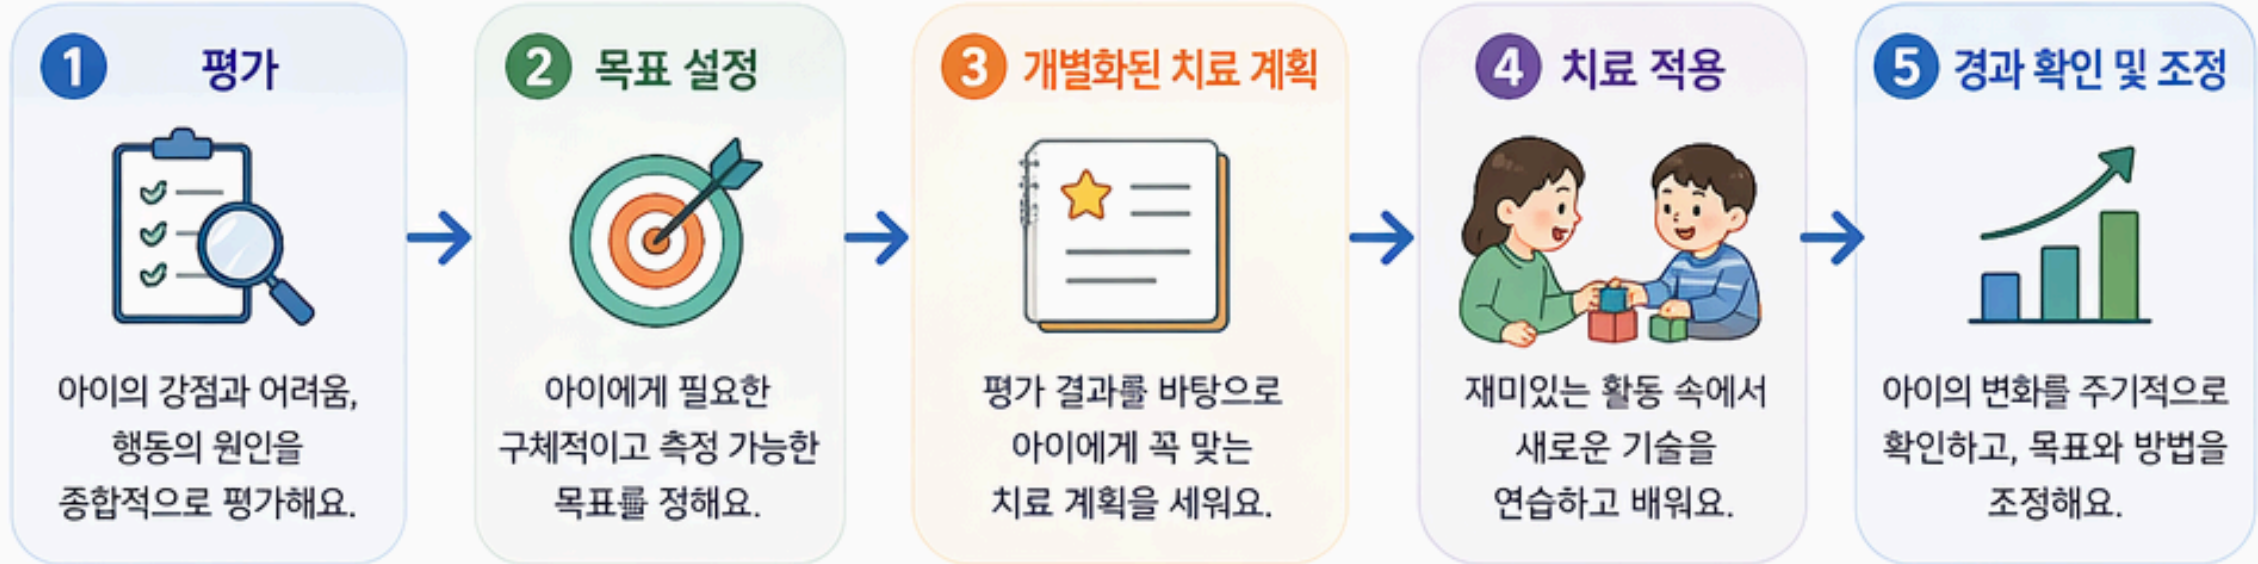 1 평가
아이의 강점과 어려움,
행동의 원인을
종합적으로 평가해요.
2 목표 설정
아이에게 필요한
구체적이고 측정 가능한
목표를 정해요.
3 개별화된 치료 계획
평가 결과를 바탕으로
아이에게 꼭 맞는
치료 계획을 세워요.
4 치료 적용
재미있는 활동 속에서
새로운 기술을
연습하고 배워요.
5 경과 확인 및 조정
아이의 변화를 주기적으로
확인하고, 목표와 방법을
조정해요.